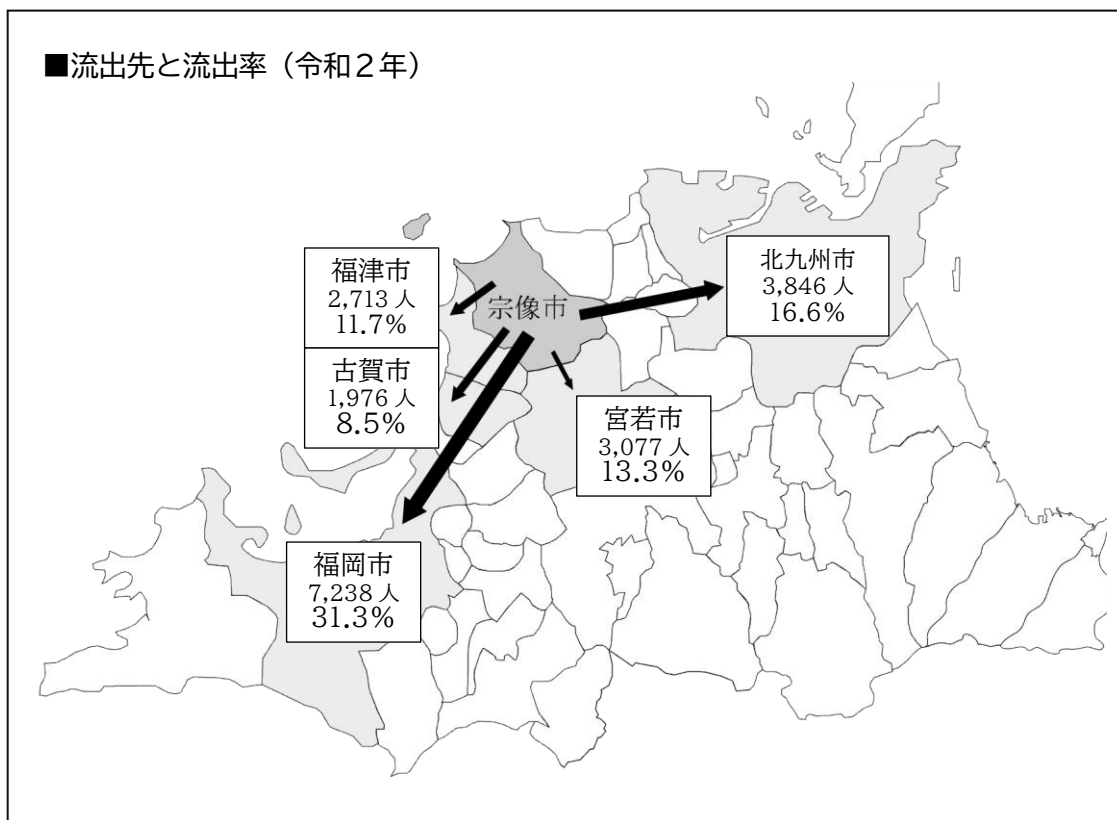 ■流出先と流出率（令和２年）
福津市
2,713 人
11.7%
古賀市
1,976 人
8.5%
宗像市
北九州市
3,846 人
16.6%
宮若市
3,077 人
13.3%
福岡市
7,238 人
31.3%